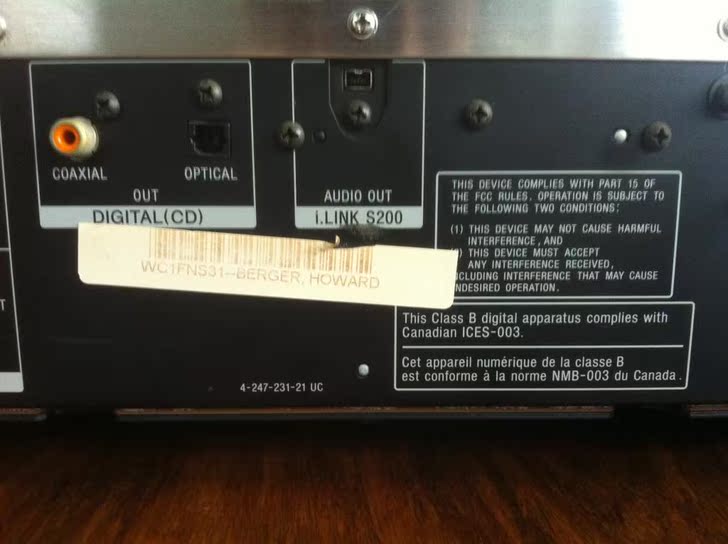 COAXIAL
OPTICAL
OUT
DIGITAL(CD)
AUDIO OUT
i.LINK S200
WC1FNS31--BERGER, HOWARD
THIS DEVICE COMPLIES WITH PART 15 OF
THE FCC RULES. OPERATION IS SUBJECT TO
THE FOLLOWING TWO CONDITIONS:
(1) THIS DEVICE MAY NOT CAUSE HARMFUL
INTERFERENCE, AND
) THIS DEVICE MUST ACCEPT
ANY INTERFERENCE RECEIVED,
CLUDING INTERFERENCE THAT MAY CAUSE
NDESIRED OPERATION.
This Class B digital apparatus complies with
Canadian ICES-003.
Cet appareil numérique de la classe B
est conforme à la norme NMB-003 du Canada.
4-247-231-21 UC
T